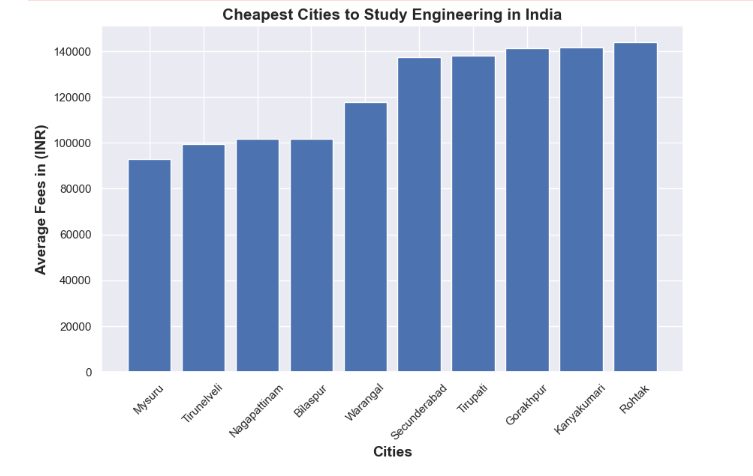 Cheapest Cities to Study Engineering in India
Average Fees in (INR)
140000
120000
100000
80000
60000
40000
20000
0
Mysuru
Tirunelveli
Nagapattinam
Bilaspur
Warangal
Secunderabad
Tirupati
Gorakhpur
Kanyakumari
Rohtak
Cities